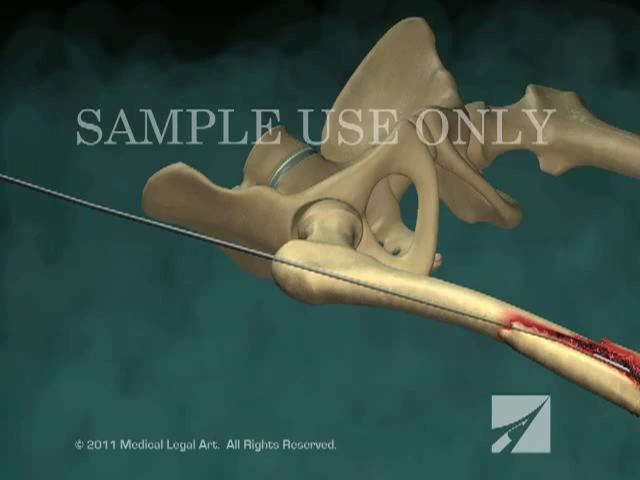 SAMPLE USE ONLY
© 2011 Medical Legal Art. All Rights Reserved.